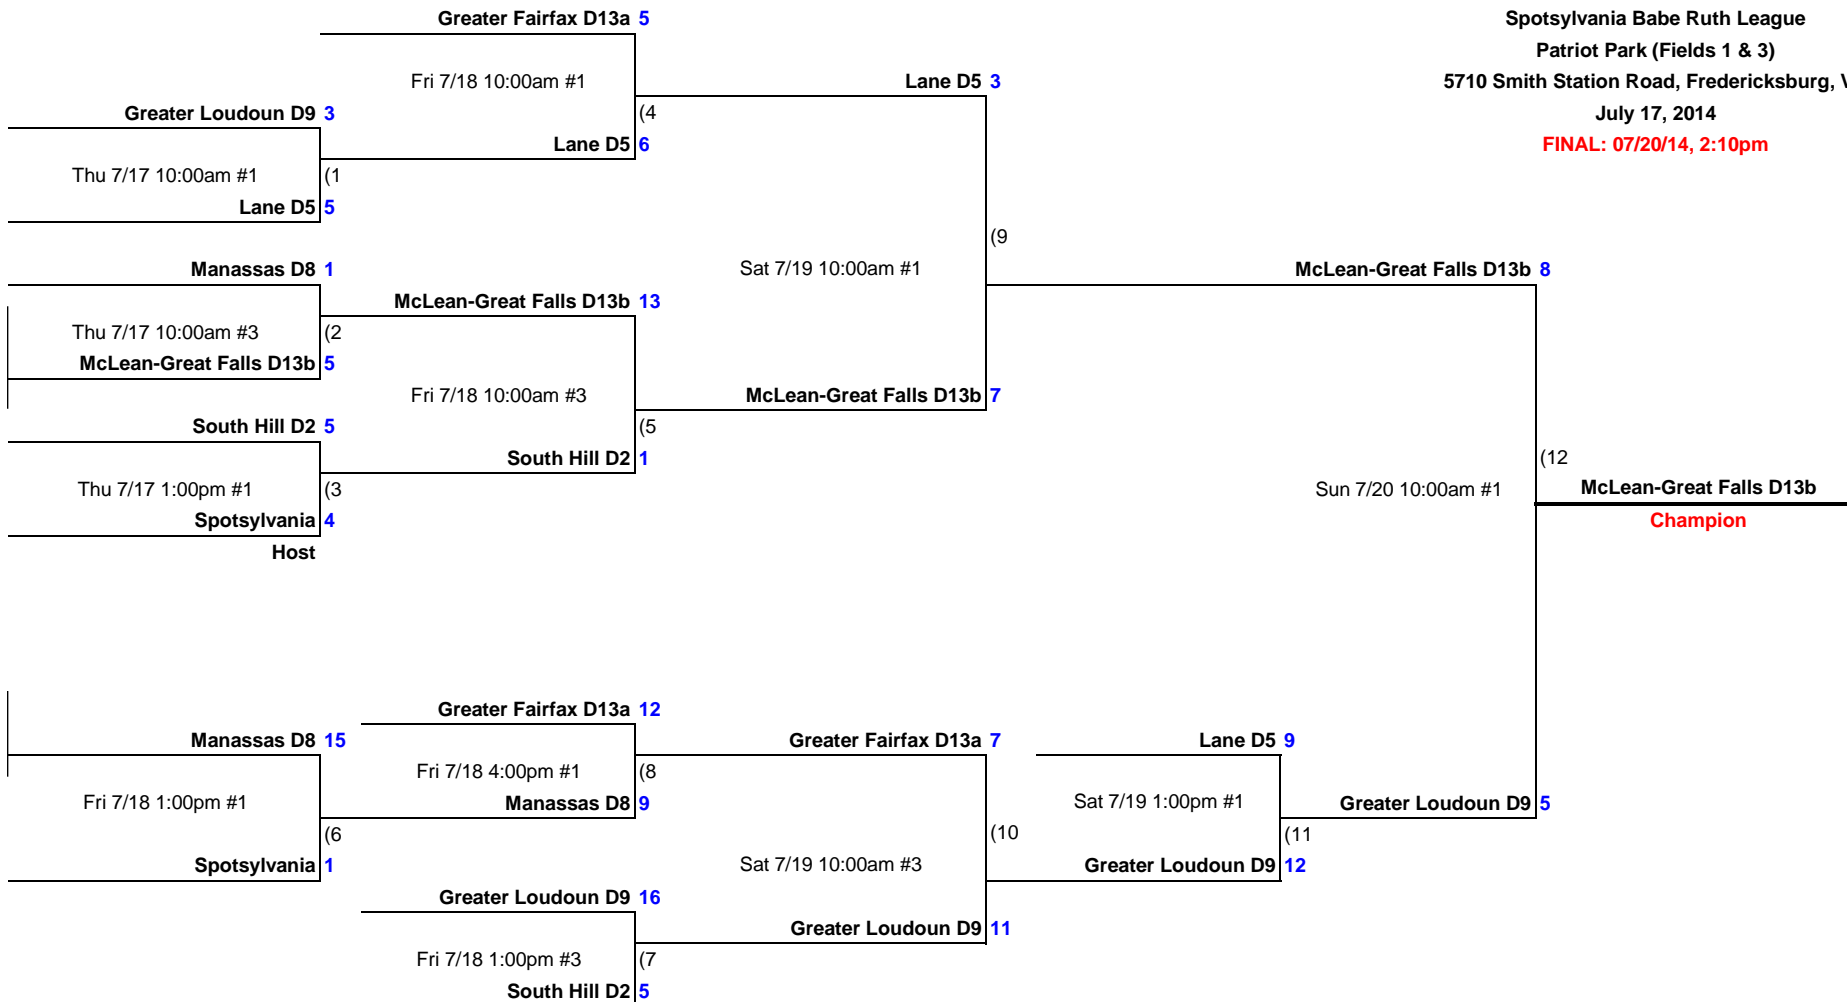 Greater Fairfax D13a 5
Spotsylvania Babe Ruth League
Patriot Park (Fields 1 & 3)
Fri 7/18 10:00am #1
Lane D5 3
5710 Smith Station Road, Fredericksburg, V
Greater Loudoun D9 3
(4
July 17, 2014
Lane D5 6
FINAL: 07/20/14, 2:10pm
Thu 7/17 10:00am #1
(1
Lane D5 5
(9
Manassas D8 1
Sat 7/19 10:00am #1
McLean-Great Falls D13b 8
McLean-Great Falls D13b 13
Thu 7/17 10:00am #3
(2
McLean-Great Falls D13b 5
Fri 7/18 10:00am #3
McLean-Great Falls D13b 7
South Hill D2 5
(5
South Hill D2 1
(12
Thu 7/17 1:00pm #1
(3
Sun 7/20 10:00am #1
McLean-Great Falls D13b
Spotsylvania 4
Champion
Host
Greater Fairfax D13a 12
Manassas D8 15
Greater Fairfax D13a 7
Lane D5 9
Fri 7/18 4:00pm #1
(8
Fri 7/18 1:00pm #1
Manassas D8 9
Sat 7/19 1:00pm #1
Greater Loudoun D9 5
(6
(10
(11
Spotsylvania 1
Sat 7/19 10:00am #3
Greater Loudoun D9 12
Greater Loudoun D9 16
Greater Loudoun D9 11
Fri 7/18 1:00pm #3
(7
South Hill D2 5